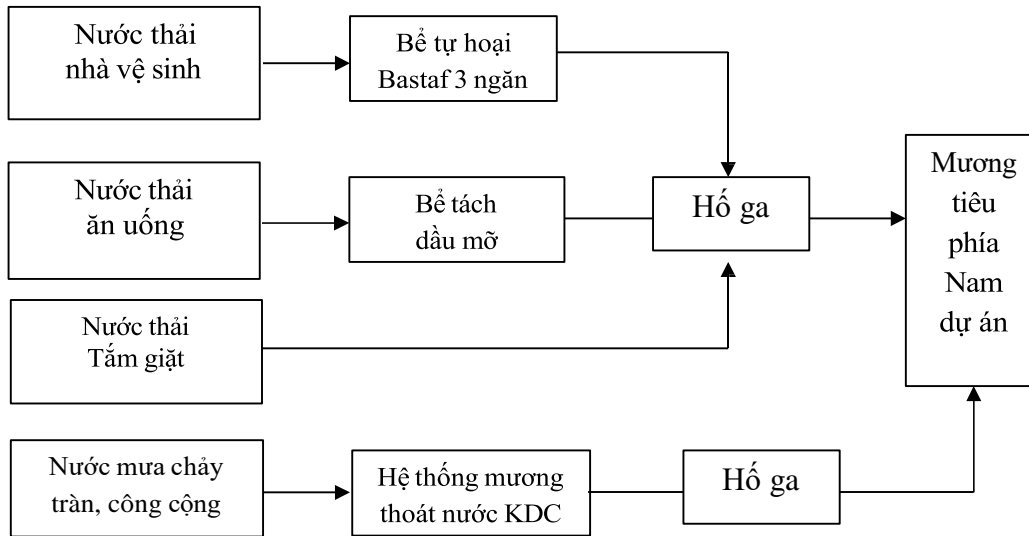 Nước thải
nhà vệ sinh
Bể tự hoại
Bastaf 3 ngăn
Nước thải
ăn uống
Bể tách
dầu mỡ
Hố ga
Mương
tiêu
phía
Nam
dự án
Nước thải
Tắm giặt
Nước mưa chảy
tràn, công cộng
Hệ thống mương
thoát nước KDC
Hố ga